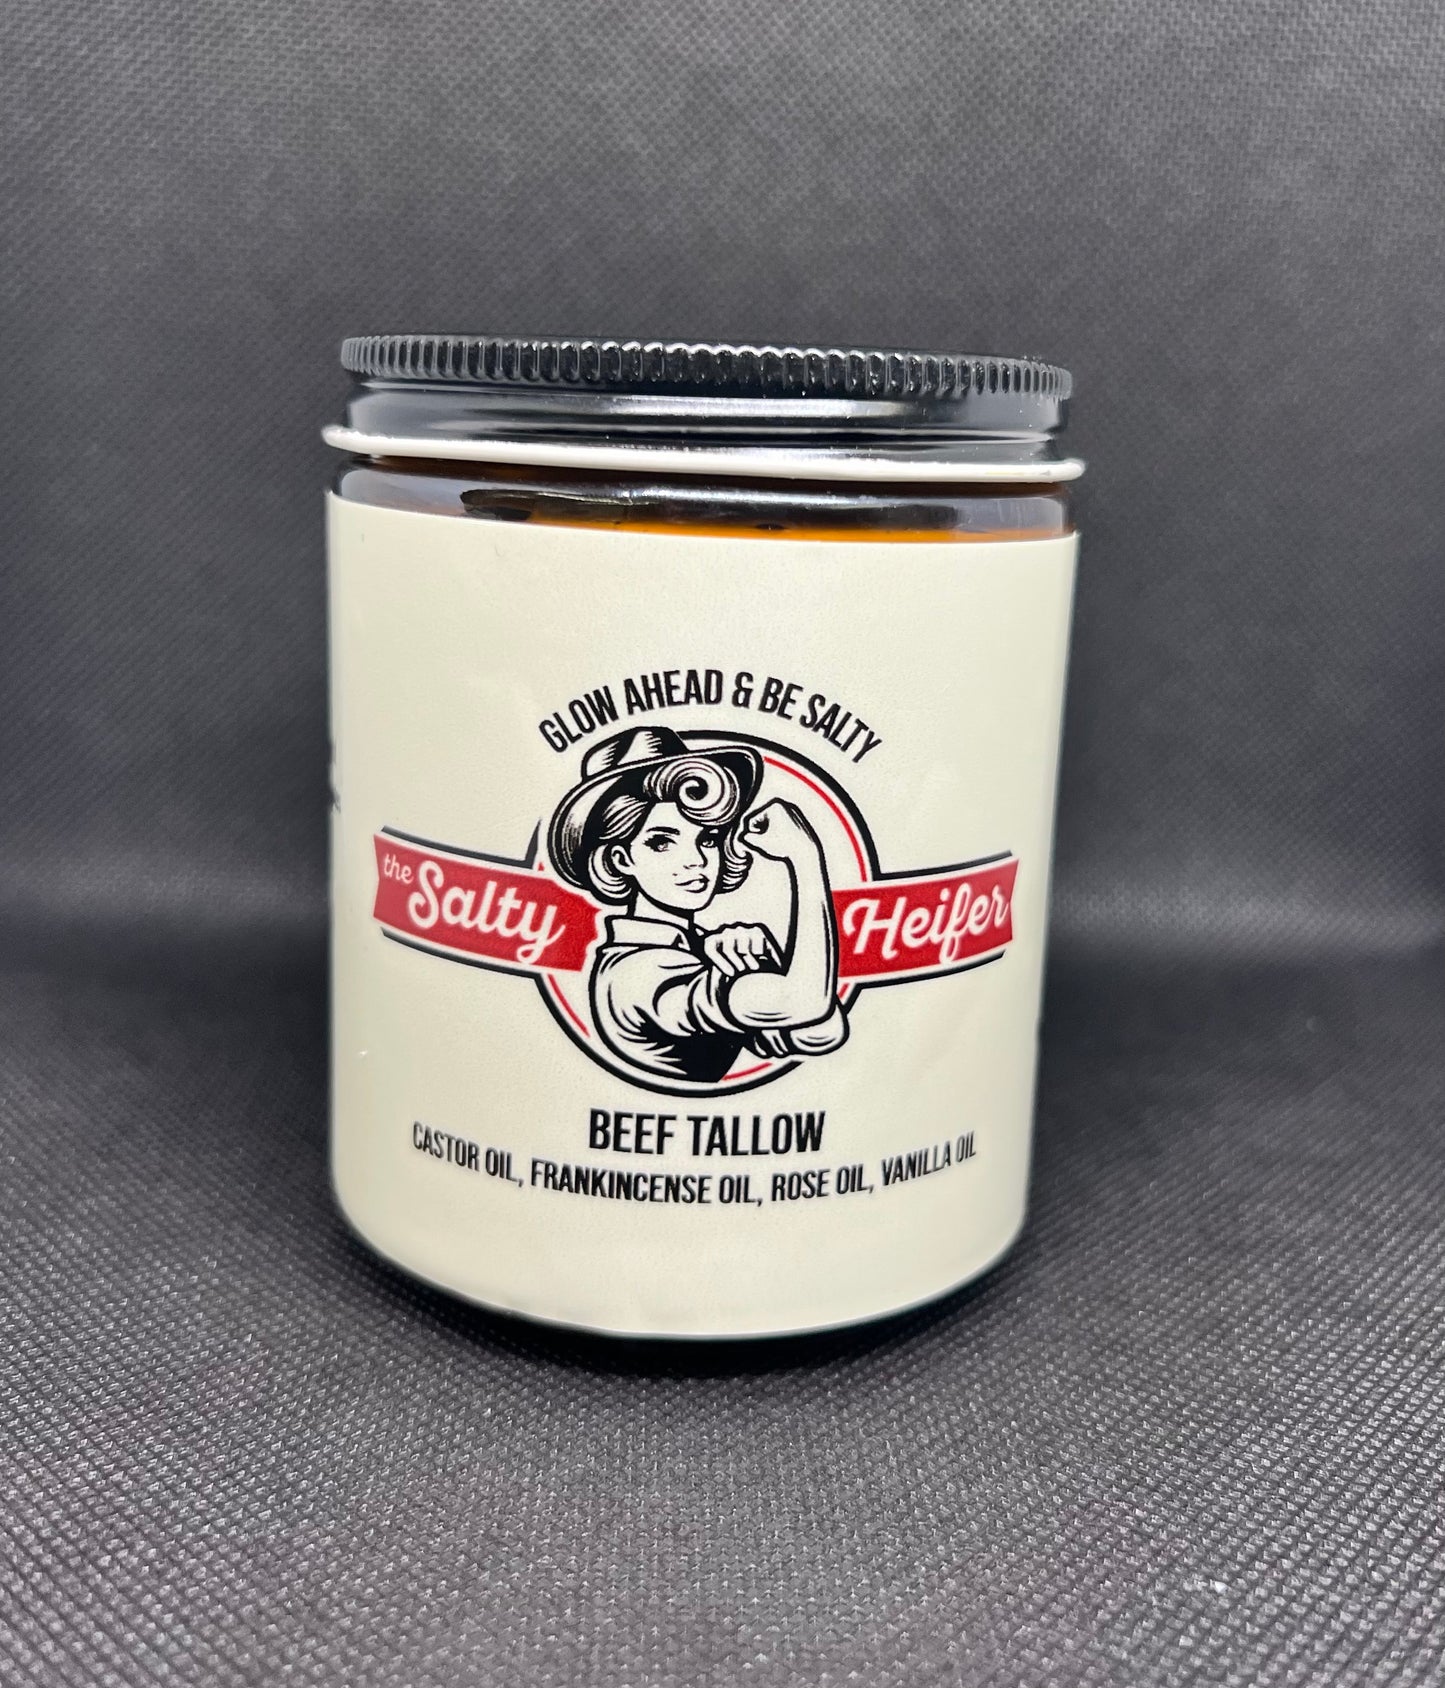 GLOW AHEAD & BE SALTY
the Salty Heifer
BEEF TALLOW
CASTOR OIL, FRANKINCENSE OIL, ROSE OIL, VANILLA OIL